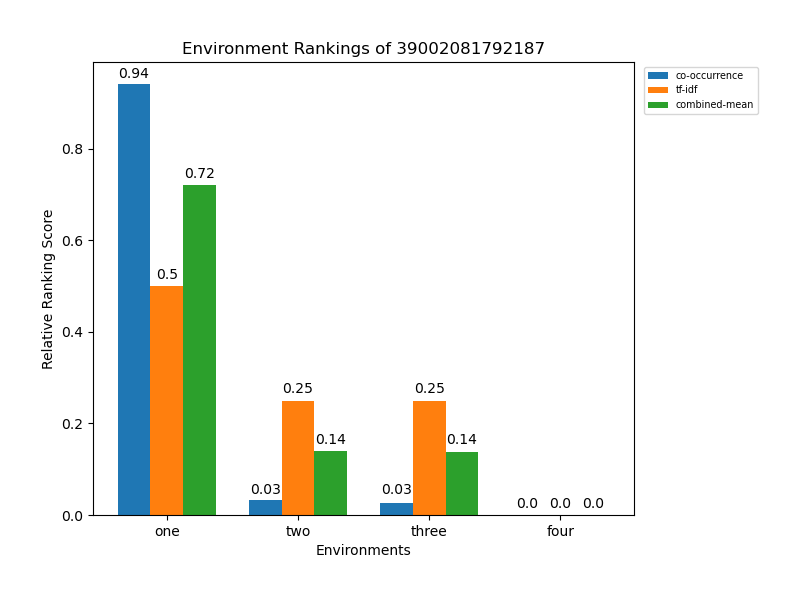 Environment Rankings of 39002081792187
co-occurrence
tf-idf
combined-mean
Relative Ranking Score
0.8
0.6
0.4
0.2
0.0
0.94
0.5
0.72
0.03
0.25
0.14
0.03
0.25
0.14
0.0 0.0 0.0
one two three four
Environments